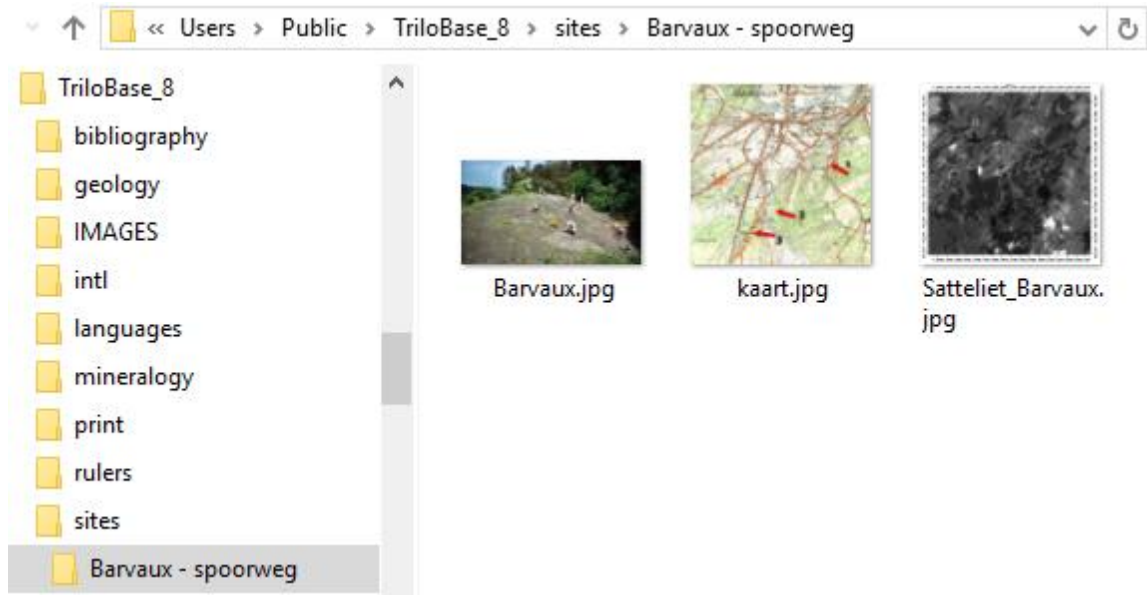 « Users > Public > TriloBase_8 > sites > Barvaux - spoorweg
TriloBase_8
bibliography
geology
IMAGES
intl
languages
mineralogy
print
rulers
sites
Barvaux - spoorweg
Barvaux.jpg
kaart.jpg
Satteliet_Barvaux.
jpg